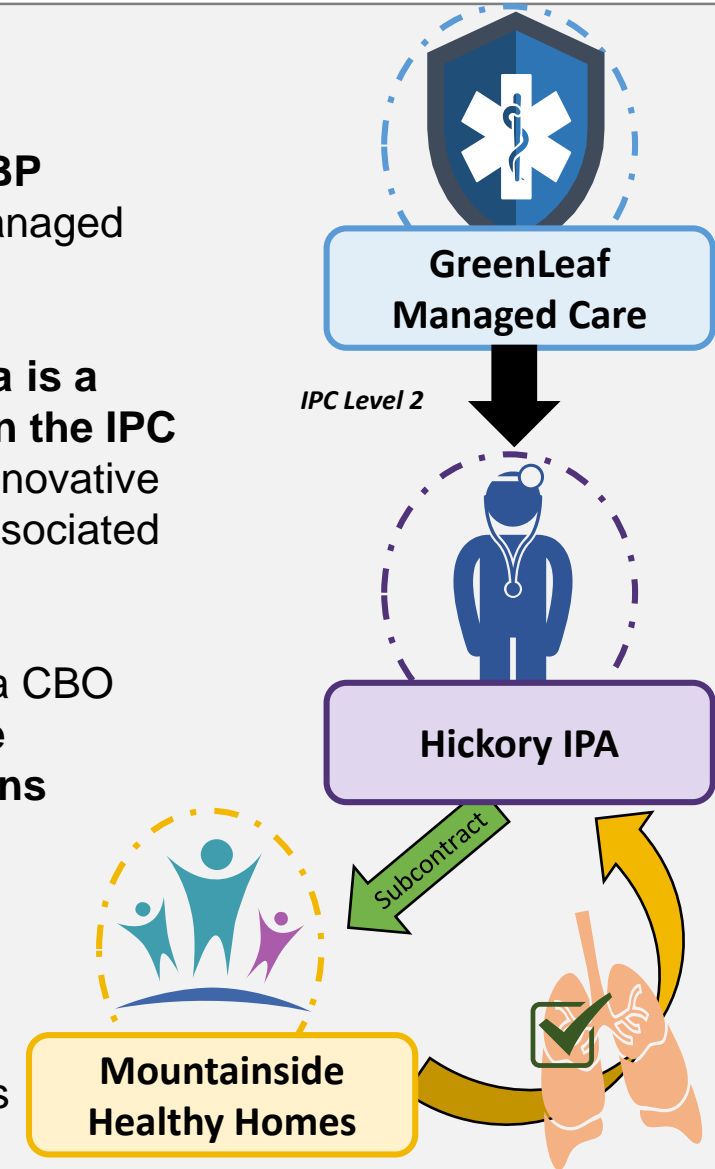 BP
anaged
a is a
n the IPC
novative
sociated
a CBO
e
ns
s
GreenLeaf
Managed Care
IPC Level 2
Hickory IPA
Subcontract
Mountainside
Healthy Homes